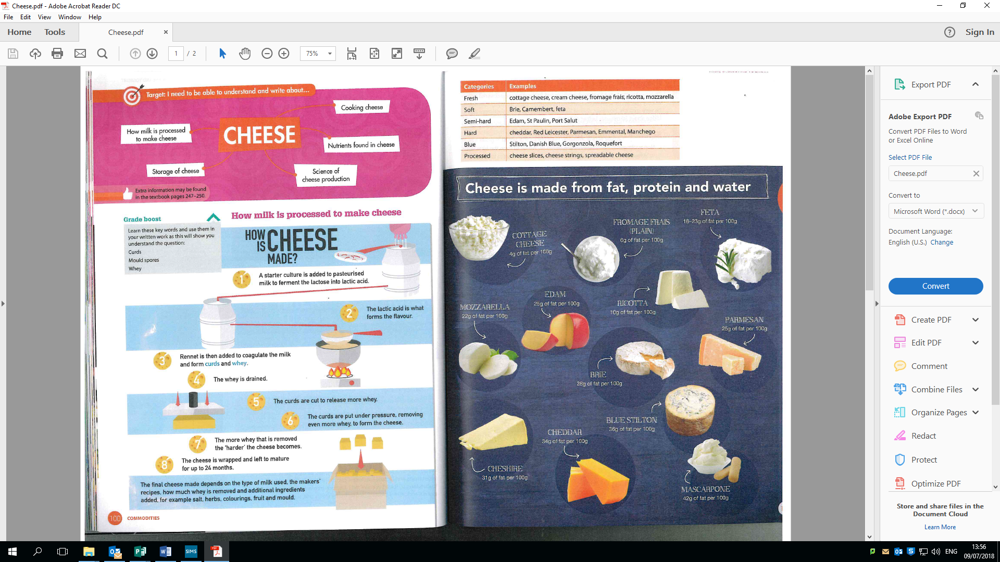 Cheese.pdf - Adobe Acrobat Reader DC
File Edit View Window Help
Home Tools Cheese.pdf Sign In
1 / 2 75%
Target: I need to be able to understand and write about...
Cooking cheese
How milk is processed
to make cheese
CHEESE
Nutrients found in cheese
Storage of cheese
Science of
cheese production
Extra information may be found
in the textbook pages 247–250.
Grade boost
Learn these key words and use them in
your written work as this will show you
understand the question:
Curds
Mould spores
Whey
How milk is processed to make cheese
HOW
IS CHEESE
MADE?
1 A starter culture is added to pasteurised
milk to ferment the lactose into lactic acid.
2 The lactic acid is what
forms the flavour.
3 Rennet is then added to coagulate the milk
and form curds and whey.
4 The whey is drained.
5 The curds are cut to release more whey.
6 The curds are put under pressure, removing
even more whey, to form the cheese.
7 The more whey that is removed
the ‘harder’ the cheese becomes.
8 The cheese is wrapped and left to mature
for up to 24 months.
The final cheese made depends on the type of milk used, the makers’
recipes, how much whey is removed and additional ingredients
added, for example salt, herbs, colourings, fruit and mould.
100 COMMODITIES
Categories Examples
Fresh cottage cheese, cream cheese, fromage frais, ricotta, mozzarella
Soft Brie, Camembert, feta
Semi-hard Edam, St Paulin, Port Salut
Hard cheddar, Red Leicester, Parmesan, Emmental, Manchego
Blue Stilton, Danish Blue, Gorgonzola, Roquefort
Processed cheese slices, cheese strings, spreadable cheese
Cheese is made from fat, protein and water
COTTAGE
CHEESE
4g of fat per 100g
FROMAGE FRAIS
(PLAIN)
6g of fat per 100g
FETA
16–23g of fat per 100g
MOZZARELLA
22g of fat per 100g
EDAM
25g of fat per 100g
RICOTTA
10g of fat per 100g
PARMESAN
25g of fat per 100g
BRIE
28g of fat per 100g
BLUE STILTON
36g of fat per 100g
CHEDDAR
34g of fat per 100g
CHESHIRE
31g of fat per 100g
MASCARPONE
42g of fat per 100g
Export PDF
Adobe Export PDF
Convert PDF Files to Word
or Excel Online
Select PDF File
Cheese.pdf
Convert to
Microsoft Word (*.docx)
Document Language:
English (U.S.) Change
Convert
Create PDF
Edit PDF
Comment
Combine Files
Organize Pages
Redact
Protect
Optimize PDF
Store and share files in the
Document Cloud
Learn More
SIMS
ENG
13:56
09/07/2018